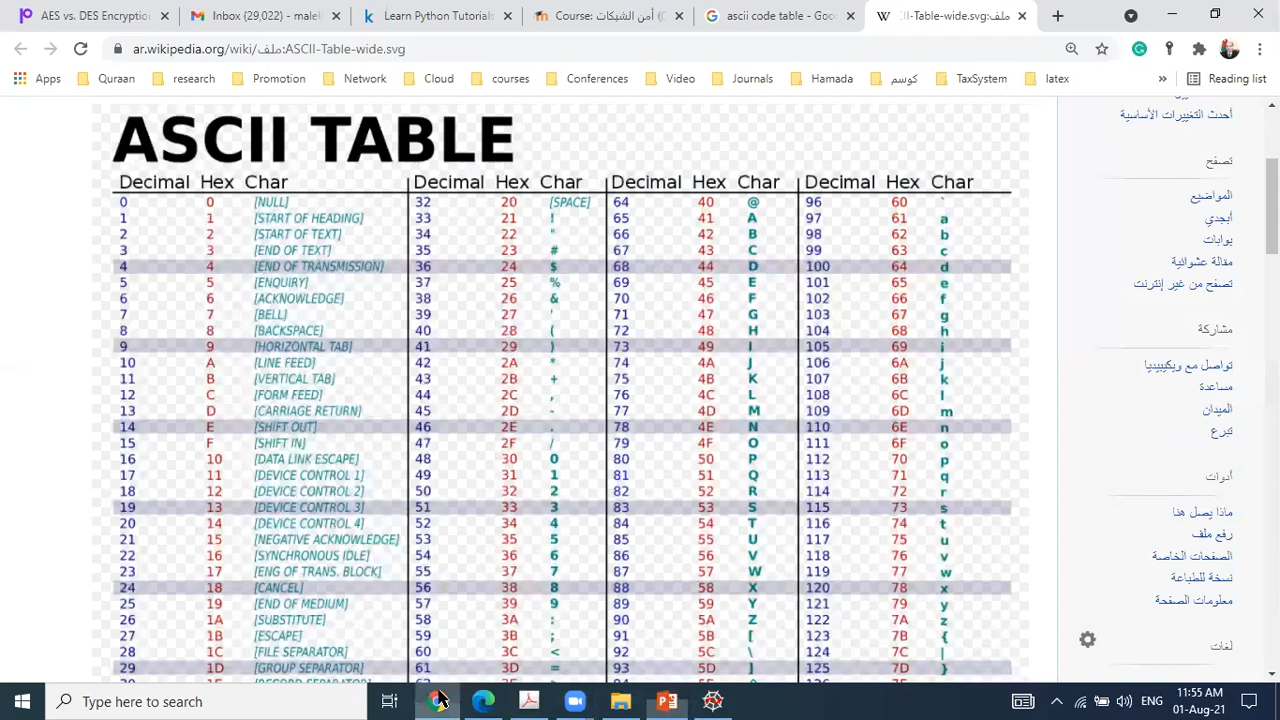 AES vs. DES Encryption
Inbox (29,022) - malek
Learn Python Tutorials
Course: أمن الشبكات
ascii code table - Goo
ملف:ASCII-Table-wide.svg
ar.wikipedia.org/wiki/ملف:ASCII-Table-wide.svg
Apps Quraan research Promotion Network Cloud courses Conferences Video Journals Hamada كوسم TaxSystem latex » Reading list
ASCII TABLE
Decimal Hex Char Decimal Hex Char Decimal Hex Char Decimal Hex Char
0 0 [NULL] 32 20 [SPACE] 64 40 @ 96 60 `
1 1 [START OF HEADING] 33 21 ! 65 41 A 97 61 a
2 2 [START OF TEXT] 34 22 " 66 42 B 98 62 b
3 3 [END OF TEXT] 35 23 # 67 43 C 99 63 c
4 4 [END OF TRANSMISSION] 36 24 $ 68 44 D 100 64 d
5 5 [ENQUIRY] 37 25 % 69 45 E 101 65 e
6 6 [ACKNOWLEDGE] 38 26 & 70 46 F 102 66 f
7 7 [BELL] 39 27 ' 71 47 G 103 67 g
8 8 [BACKSPACE] 40 28 ( 72 48 H 104 68 h
9 9 [HORIZONTAL TAB] 41 29 ) 73 49 I 105 69 i
10 A [LINE FEED] 42 2A * 74 4A J 106 6A j
11 B [VERTICAL TAB] 43 2B + 75 4B K 107 6B k
12 C [FORM FEED] 44 2C , 76 4C L 108 6C l
13 D [CARRIAGE RETURN] 45 2D - 77 4D M 109 6D m
14 E [SHIFT OUT] 46 2E . 78 4E N 110 6E n
15 F [SHIFT IN] 47 2F / 79 4F O 111 6F o
16 10 [DATA LINK ESCAPE] 48 30 0 80 50 P 112 70 p
17 11 [DEVICE CONTROL 1] 49 31 1 81 51 Q 113 71 q
18 12 [DEVICE CONTROL 2] 50 32 2 82 52 R 114 72 r
19 13 [DEVICE CONTROL 3] 51 33 3 83 53 S 115 73 s
20 14 [DEVICE CONTROL 4] 52 34 4 84 54 T 116 74 t
21 15 [NEGATIVE ACKNOWLEDGE] 53 35 5 85 55 U 117 75 u
22 16 [SYNCHRONOUS IDLE] 54 36 6 86 56 V 118 76 v
23 17 [ENG OF TRANS. BLOCK] 55 37 7 87 57 W 119 77 w
24 18 [CANCEL] 56 38 8 88 58 X 120 78 x
25 19 [END OF MEDIUM] 57 39 9 89 59 Y 121 79 y
26 1A [SUBSTITUTE] 58 3A : 90 5A Z 122 7A z
27 1B [ESCAPE] 59 3B ; 91 5B [ 123 7B {
28 1C [FILE SEPARATOR] 60 3C < 92 5C \ 124 7C |
29 1D [GROUP SEPARATOR] 61 3D = 93 5D ] 125 7D }
أحدث التغييرات الأساسية
تصفح
المواضيع
أبجدي
بوابات
مقالة عشوائية
تصفح من غير إنترنت
مشاركة
تواصل مع ويكيبيديا
مساعدة
الميدان
تبرع
أدوات
ماذا يصل هنا
رفع ملف
الصفحات الخاصة
نسخة للطباعة
معلومات الصفحة
لغات
Type here to search
ENG
11:55 AM
01-Aug-21